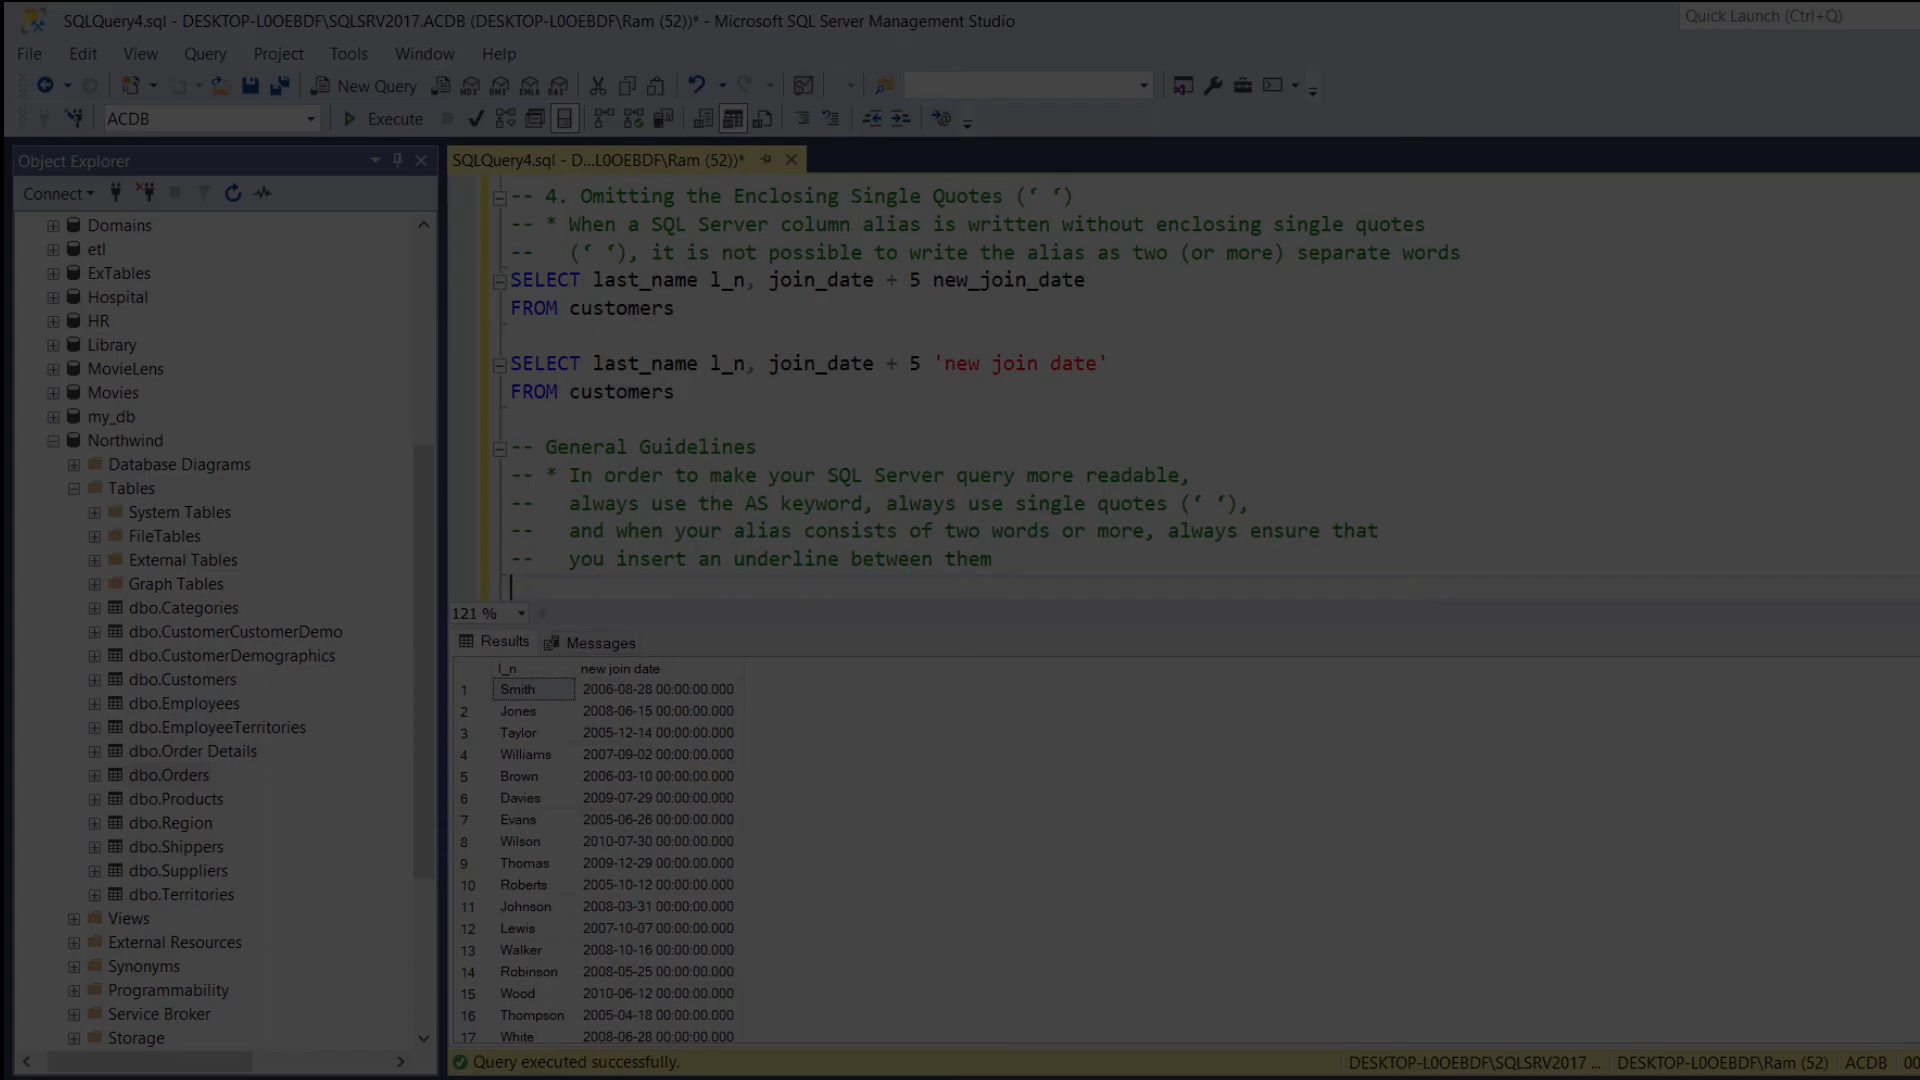 SQLQuery4.sql - DESKTOP-L0OEBDF\SQLSRV2017.ACDB (DESKTOP-L0OEBDF\Ram (52))* - Microsoft SQL Server Management Studio
Quick Launch (Ctrl+Q)
File Edit View Query Project Tools Window Help
New Query MDX DMX XMLA DAX
ACDB Execute
Object Explorer
Connect
Domains
etl
ExTables
Hospital
HR
Library
MovieLens
Movies
my_db
Northwind
Database Diagrams
Tables
System Tables
FileTables
External Tables
Graph Tables
dbo.Categories
dbo.CustomerCustomerDemo
dbo.CustomerDemographics
dbo.Customers
dbo.Employees
dbo.EmployeeTerritories
dbo.Order Details
dbo.Orders
dbo.Products
dbo.Region
dbo.Shippers
dbo.Suppliers
dbo.Territories
Views
External Resources
Synonyms
Programmability
Service Broker
Storage
SQLQuery4.sql - D...L0OEBDF\Ram (52))*
-- 4. Omitting the Enclosing Single Quotes (‘ ‘)
-- * When a SQL Server column alias is written without enclosing single quotes
-- (‘ ‘), it is not possible to write the alias as two (or more) separate words
SELECT last_name l_n, join_date + 5 new_join_date
FROM customers
SELECT last_name l_n, join_date + 5 'new join date'
FROM customers
-- General Guidelines
-- * In order to make your SQL Server query more readable,
-- always use the AS keyword, always use single quotes (‘ ‘),
-- and when your alias consists of two words or more, always ensure that
-- you insert an underline between them
121 %
Results Messages
l_n new join date
1 Smith 2006-08-28 00:00:00.000
2 Jones 2008-06-15 00:00:00.000
3 Taylor 2005-12-14 00:00:00.000
4 Williams 2007-09-02 00:00:00.000
5 Brown 2006-03-10 00:00:00.000
6 Davies 2009-07-29 00:00:00.000
7 Evans 2005-06-26 00:00:00.000
8 Wilson 2010-07-30 00:00:00.000
9 Thomas 2009-12-29 00:00:00.000
10 Roberts 2005-10-12 00:00:00.000
11 Johnson 2008-03-31 00:00:00.000
12 Lewis 2007-10-07 00:00:00.000
13 Walker 2008-10-16 00:00:00.000
14 Robinson 2008-05-25 00:00:00.000
15 Wood 2010-06-12 00:00:00.000
16 Thompson 2005-04-18 00:00:00.000
17 White 2008-06-28 00:00:00.000
Query executed successfully. DESKTOP-L0OEBDF\SQLSRV2017 ... DESKTOP-L0OEBDF\Ram (52) ACDB 00